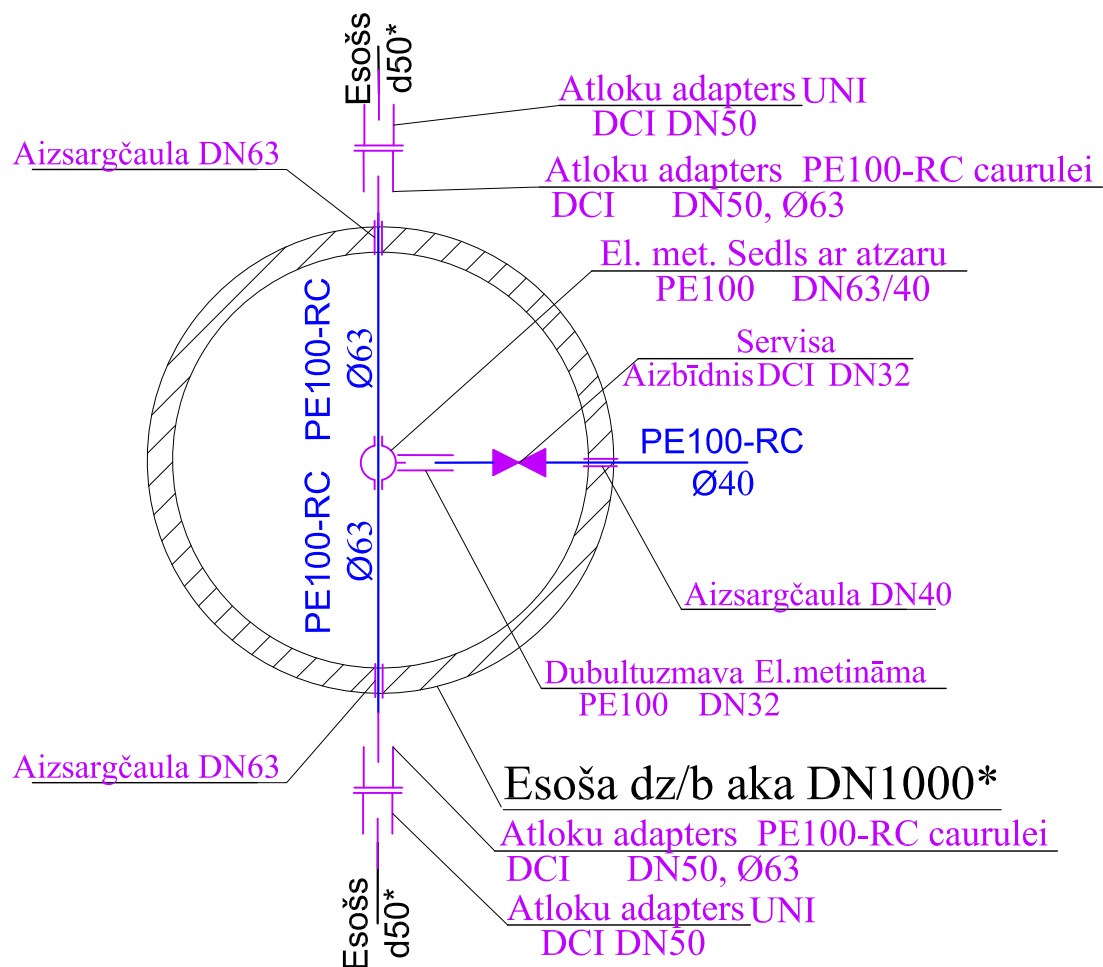 Esošs
d50*
Atloku adapters UNI
DCI DN50
Aizsargčaula DN63
Atloku adapters PE100-RC caurulei
DCI DN50, Ø63
El. met. Sedls ar atzaru
PE100 DN63/40
PE100-RC
Ø63
Servisa
Aizbīdnis DCI DN32
PE100-RC
Ø40
PE100-RC
Ø63
Aizsargčaula DN40
Dubultuzmava El.metināma
PE100 DN32
Aizsargčaula DN63
Esoša dz/b aka DN1000*
Atloku adapters PE100-RC caurulei
DCI DN50, Ø63
Atloku adapters UNI
DCI DN50
Esošs
d50*